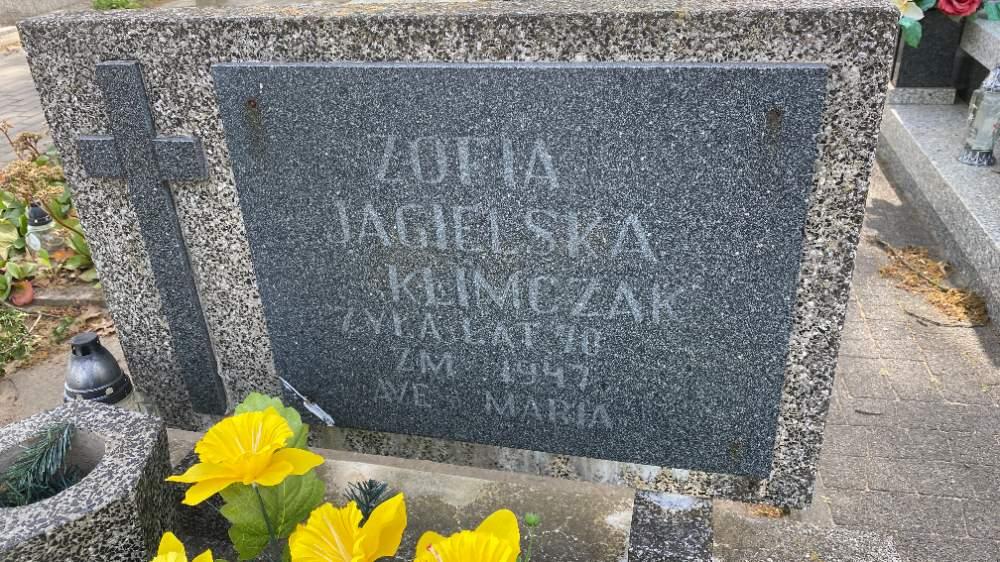 ZOFIA
JAGIELSKA
KLIMCZAK
ŻYŁA LAT 70
ZM 1947
AVE MARIA